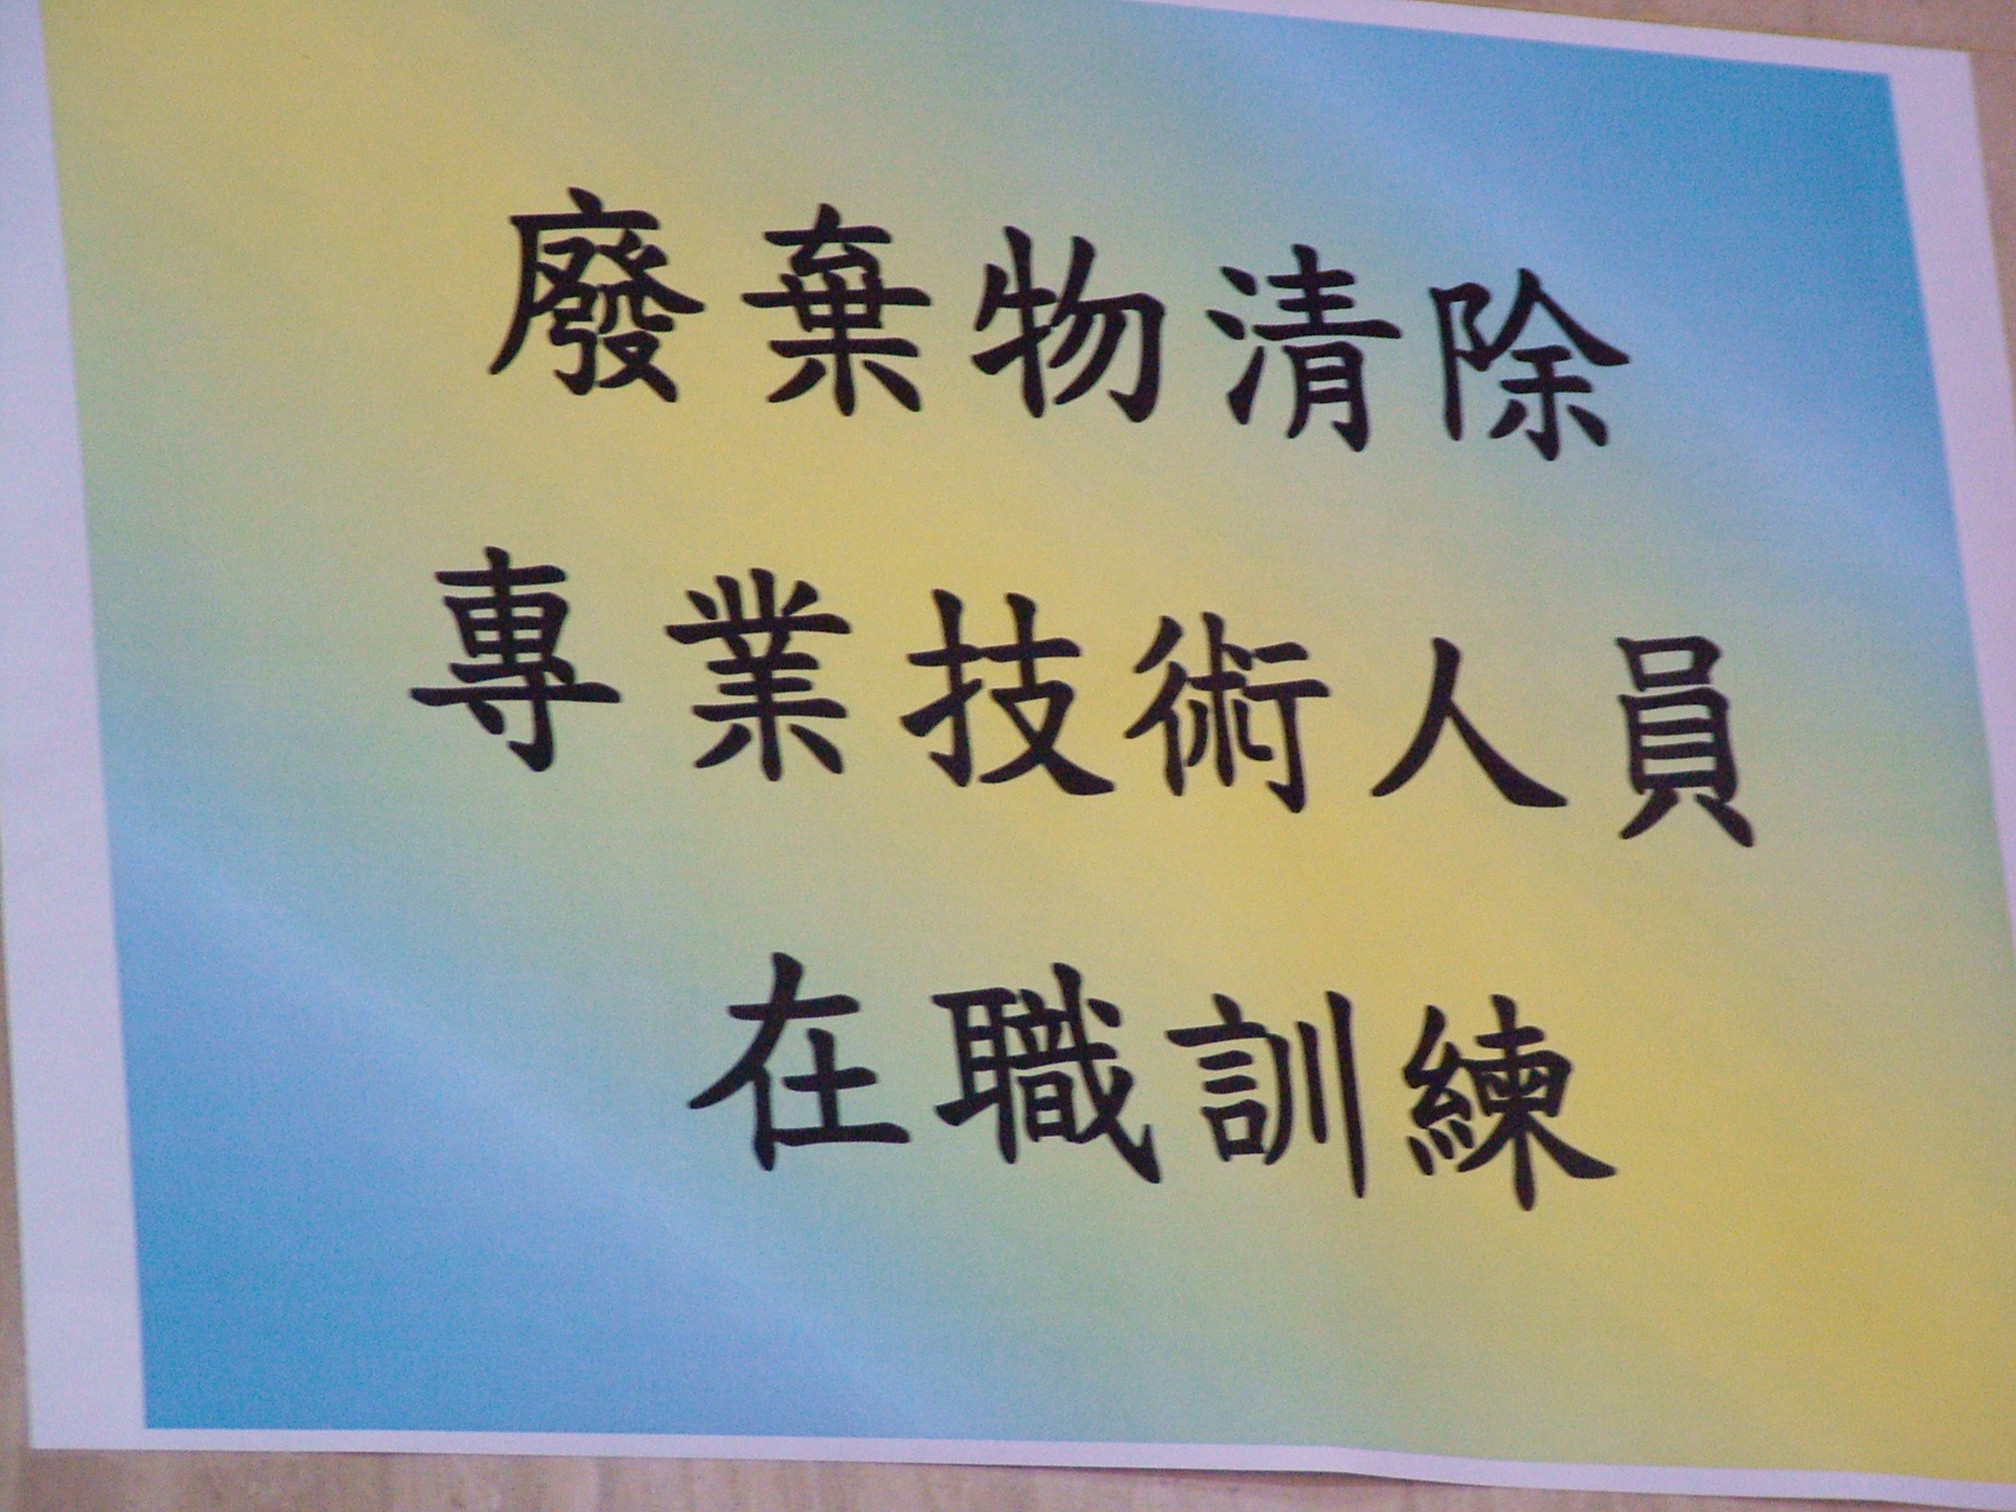 廢棄物清除
專業技術人員
在職訓練